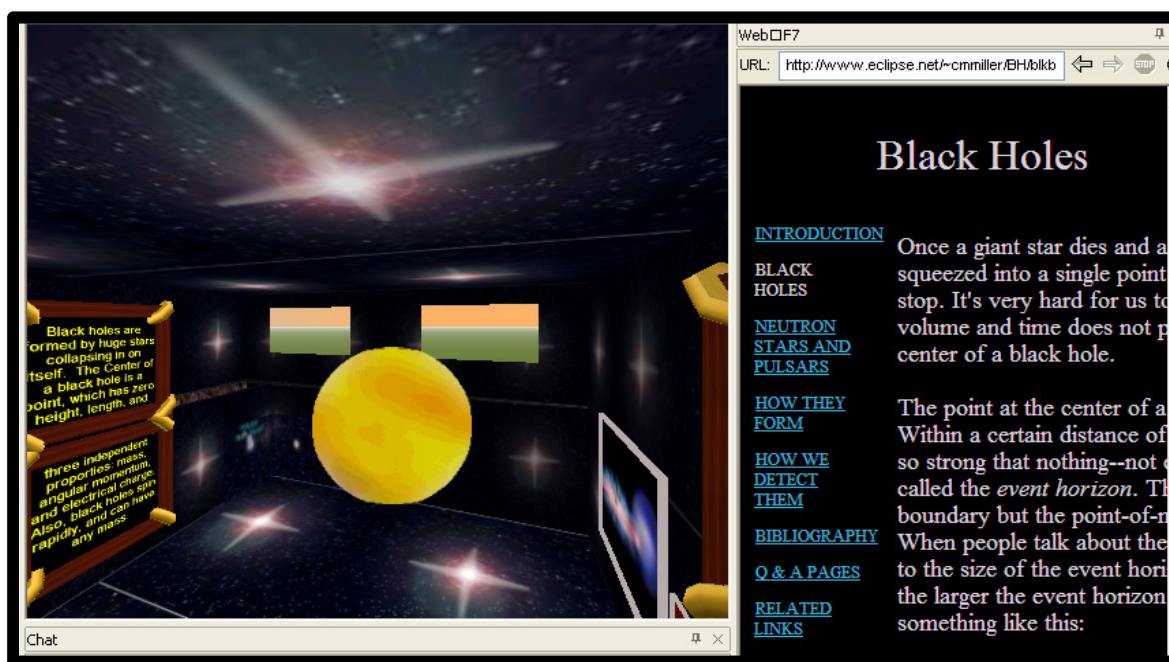 Black holes are
formed by huge stars
collapsing in on
itself. The Center of
a black hole is a
point, which has zero
height, length, and
three independent
proporties: mass,
angular momentum,
and electrical charge.
Also, black holes spin
rapidly, and can have
any mass.
Chat
Web□F7
URL: http://www.eclipse.net/~cmmiller/BH/blkb
STOP
Black Holes
INTRODUCTION
BLACK
HOLES
NEUTRON
STARS AND
PULSARS
HOW THEY
FORM
HOW WE
DETECT
THEM
BIBLIOGRAPHY
Q & A PAGES
RELATED
LINKS
Once a giant star dies and a
squeezed into a single point
stop. It's very hard for us to
volume and time does not p
center of a black hole.
The point at the center of a
Within a certain distance of
so strong that nothing--not
called the event horizon. Th
boundary but the point-of-n
When people talk about the
to the size of the event hori
the larger the event horizon
something like this: